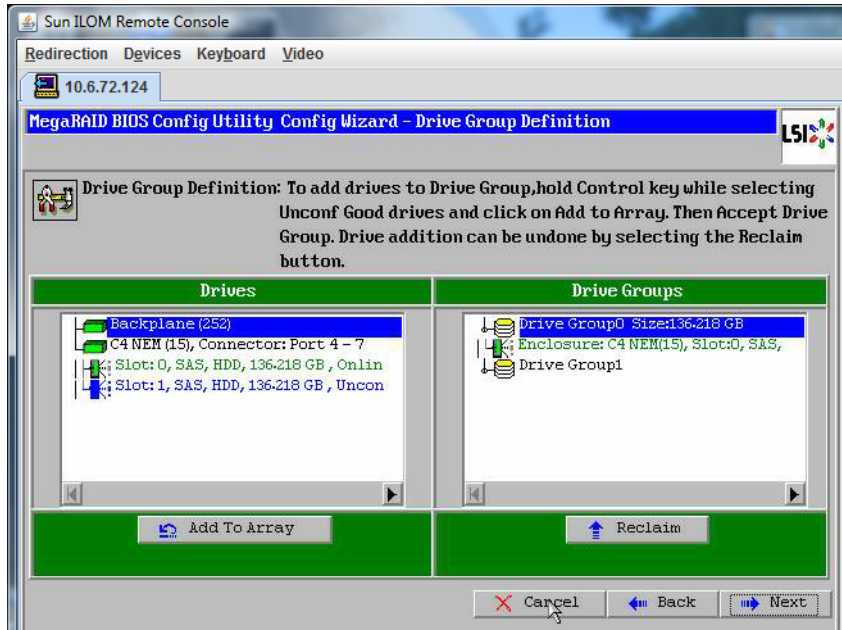 Sun ILOM Remote Console
Redirection Devices Keyboard Video
10.6.72.124
MegaRAID BIOS Config Utility Config Wizard - Drive Group Definition
LSI
Drive Group Definition: To add drives to Drive Group,hold Control key while selecting
Unconf Good drives and click on Add to Array. Then Accept Drive
Group. Drive addition can be undone by selecting the Reclaim
button.
Drives
Backplane (252)
C4 NEM (15), Connector: Port 4 - 7
Slot: 0, SAS, HDD, 136.218 GB , Onlin
Slot: 1, SAS, HDD, 136.218 GB , Uncon
Add To Array
Drive Groups
Drive Group0 Size:136.218 GB
Enclosure: C4 NEM(15), Slot:0, SAS,
Drive Group1
Reclaim
Cancel
Back
Next